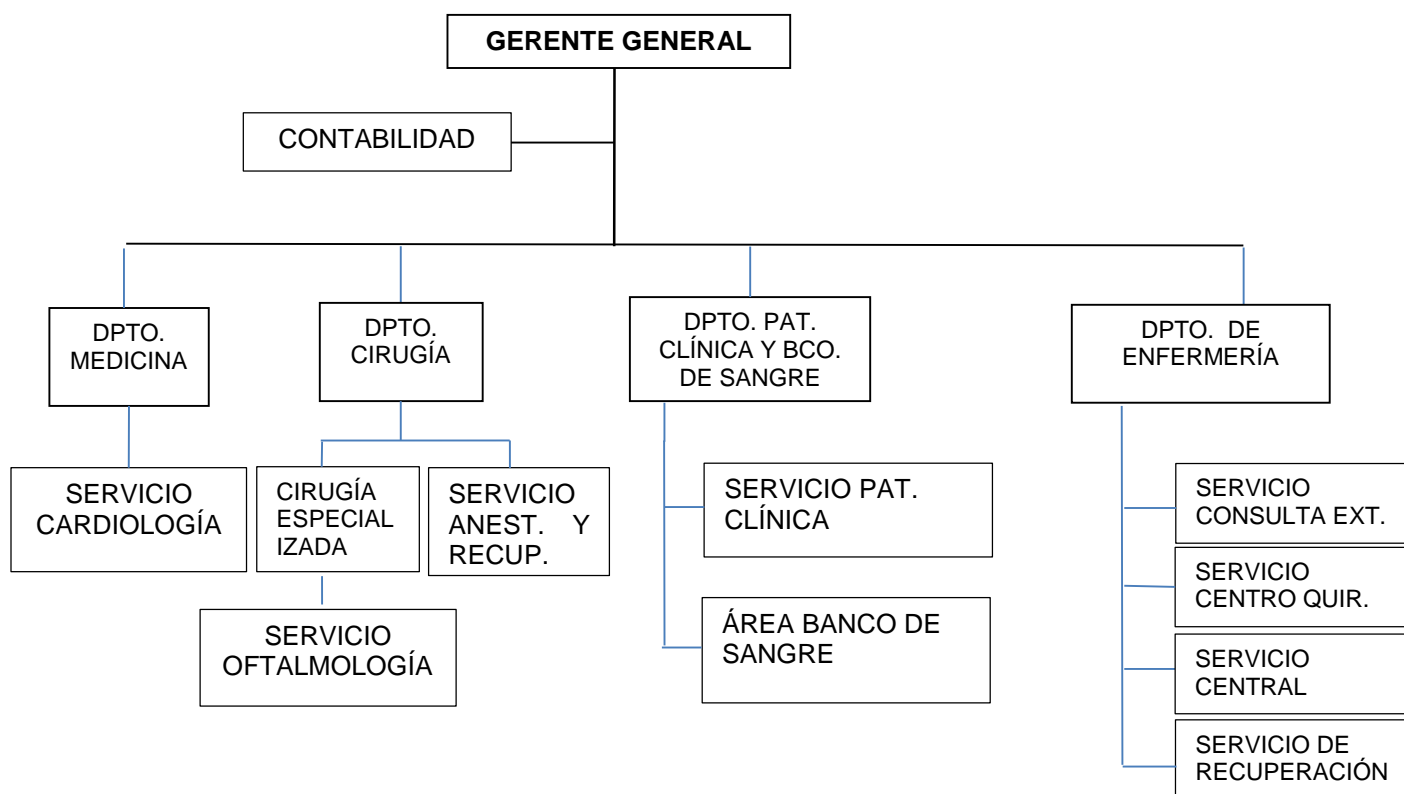 GERENTE GENERAL
CONTABILIDAD
DPTO.
MEDICINA
DPTO.
CIRUGÍA
DPTO. PAT.
CLÍNICA Y BCO.
DE SANGRE
DPTO. DE
ENFERMERÍA
SERVICIO
CARDIOLOGÍA
CIRUGÍA
ESPECIAL
IZADA
SERVICIO
ANEST. Y
RECUP.
SERVICIO
OFTALMOLOGÍA
SERVICIO PAT.
CLÍNICA
ÁREA BANCO DE
SANGRE
SERVICIO
CONSULTA EXT.
SERVICIO
CENTRO QUIR.
SERVICIO
CENTRAL
SERVICIO DE
RECUPERACIÓN